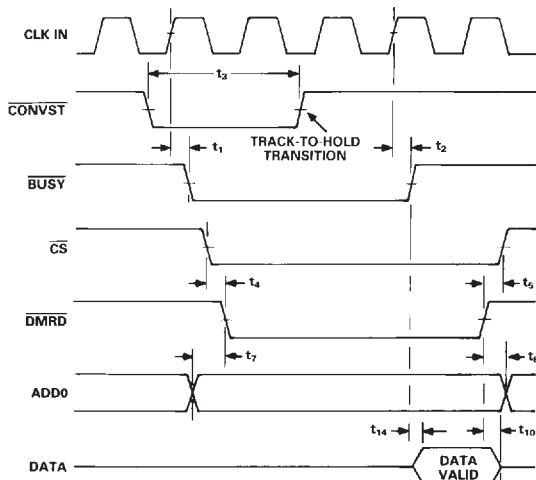 CLK IN
t₃
CONVST
t₁
TRACK-TO-HOLD
TRANSITION
t₂
BUSY
CS
t₄
t₅
DMRD
t₇
t₆
ADD0
t₁₄
t₁₀
DATA
DATA
VALID